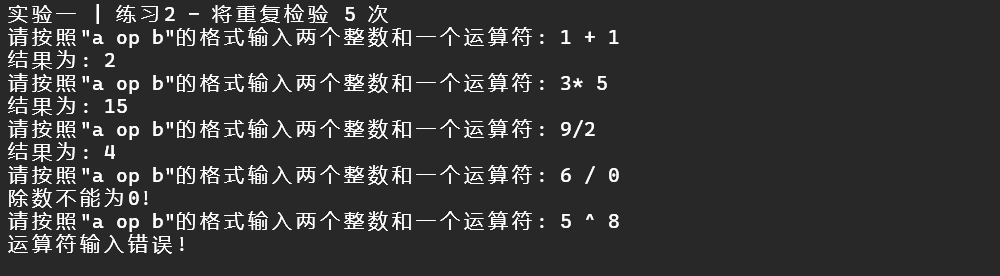 实验一 | 练习2 - 将重复检验 5 次
请按照"a op b"的格式输入两个整数和一个运算符: 1 + 1
结果为: 2
请按照"a op b"的格式输入两个整数和一个运算符: 3* 5
结果为: 15
请按照"a op b"的格式输入两个整数和一个运算符: 9/2
结果为: 4
请按照"a op b"的格式输入两个整数和一个运算符: 6 / 0
除数不能为0!
请按照"a op b"的格式输入两个整数和一个运算符: 5 ^ 8
运算符输入错误!